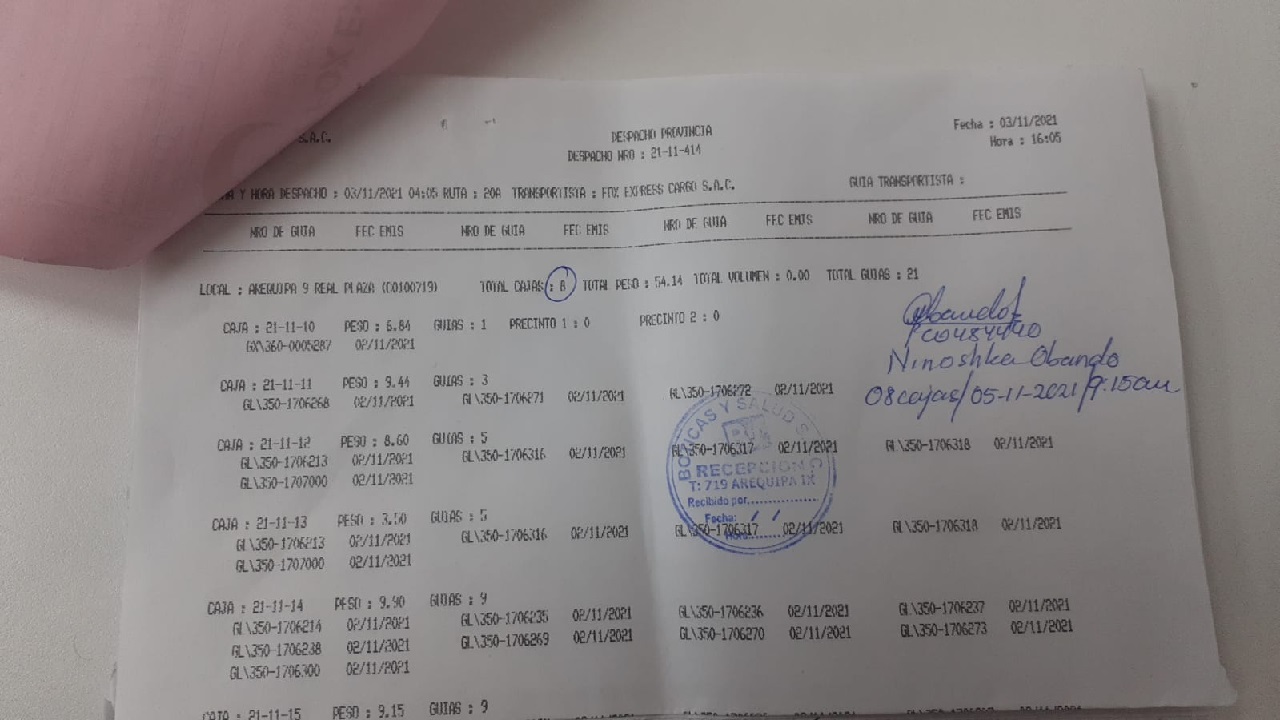 S.A.C.
DESPACHO PROVINCIA
Fecha : 03/11/2021
DESPACHO NRO : 21-11-414
Hora : 16:05
Y HORA DESPACHO : 03/11/2021 04:05 RUTA : 20A TRANSPORTISTA : FOX EXPRESS CARGO S.A.C. GUIA TRANSPORTISTA :
NRO DE GUIA FEC EMIS NRO DE GUIA FEC EMIS NRO DE GUIA FEC EMIS NRO DE GUIA FEC EMIS
LOCAL : AREQUIPA 9 REAL PLAZA (C0100719) TOTAL CAJAS : 8 TOTAL PESO : 54.14 TOTAL VOLUMEN : 0.00 TOTAL GUIAS : 21
CAJA : 21-11-10 PESO : 6.84 GUIAS : 1 PRECINTO 1 : 0 PRECINTO 2 : 0
GX\360-0005287 02/11/2021
Ninoshka Obando
08 cajas/05-11-2021/9:15am
CAJA : 21-11-11 PESO : 9.44 GUIAS : 3
GL\350-1706268 02/11/2021 GL\350-1706271 02/11/2021 GL\350-1706272 02/11/2021
CAJA : 21-11-12 PESO : 8.60 GUIAS : 5
GL\350-1706213 02/11/2021 GL\350-1706316 02/11/2021 GL\350-1706317 02/11/2021 GL\350-1706318 02/11/2021
GL\350-1707000 02/11/2021
BOTICAS Y SALUD S.A.C
RECEPCION
T: 719 AREQUIPA IX
Recibido por...............
Fecha: / /
CAJA : 21-11-13 PESO : 3.50 GUIAS : 5
GL\350-1706213 02/11/2021 GL\350-1706316 02/11/2021 GL\350-1706317 02/11/2021 GL\350-1706318 02/11/2021
GL\350-1707000 02/11/2021
CAJA : 21-11-14 PESO : 9.90 GUIAS : 9
GL\350-1706214 02/11/2021 GL\350-1706235 02/11/2021 GL\350-1706236 02/11/2021 GL\350-1706237 02/11/2021
GL\350-1706238 02/11/2021 GL\350-1706269 02/11/2021 GL\350-1706270 02/11/2021 GL\350-1706273 02/11/2021
GL\350-1706300 02/11/2021
CAJA : 21-11-15 PESO : 9.15 GUIAS : 9